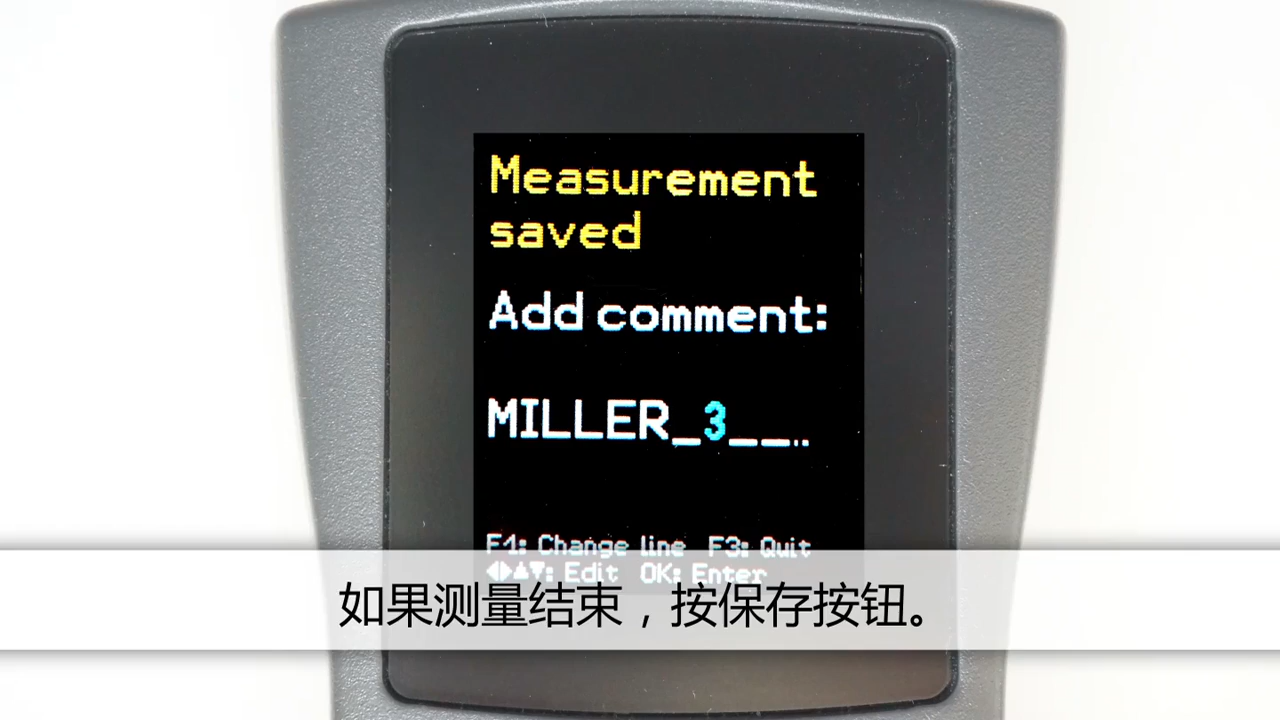 Measurement
saved
Add comment:
MILLER_3__..
F1: Change line F3: Quit
◀▶▲▼: Edit OK: Enter
如果测量结束，按保存按钮。